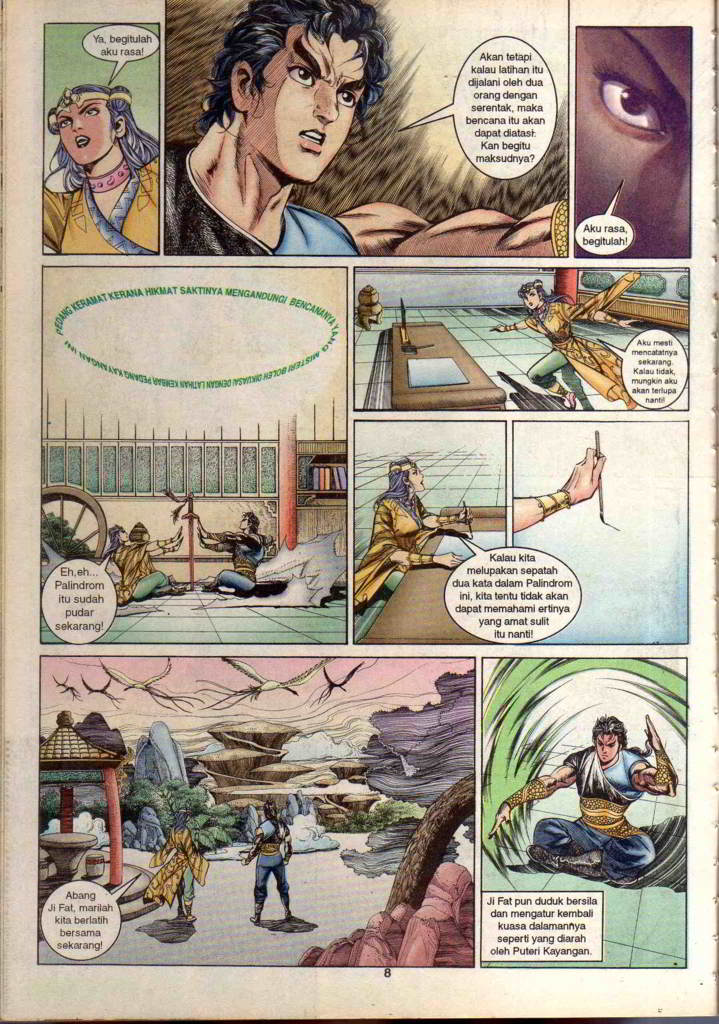 Ya, begitulah
aku rasa!
Akan tetapi
kalau latihan itu
dijalani oleh dua
orang dengan
serentak, maka
bencana itu akan
dapat diatasi.
Kan begitu
maksudnya?
Aku rasa,
begitulah!
PEDANG KERAMAT KERANA HIKMAT SAKTINYA MENGANDUNGI BENCANANYA YANG MISTERI BOLEH DIKUASAI DENGAN LATIHAN KEMBAR PEDANG KAYANGAN INI
Eh,eh...
Palindrom
itu sudah
pudar
sekarang!
Aku mesti
mencatatnya
sekarang.
Kalau tidak,
mungkin aku
akan terlupa
nanti!
Kalau kita
melupakan sepatah
dua kata dalam Palindrom
ini, kita tentu tidak akan
dapat memahami ertinya
yang amat sulit
itu nanti!
Abang
Ji Fat, marilah
kita berlatih
bersama
sekarang!
Ji Fat pun duduk bersila
dan mengatur kembali
kuasa dalamannya
seperti yang diarah
oleh Puteri Kayangan.
8